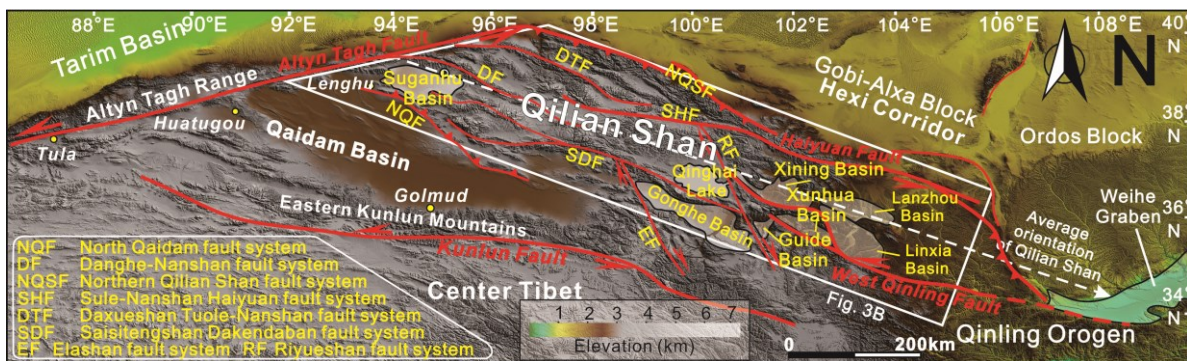 88°E 90°E 92°E 94°E 96°E 98°E 100°E 102°E 104°E 106°E 108°E 40°
N
Tarim Basin
Altyn Tagh Fault
Altyn Tagh Range
Lenghu
Suganhu
Basin
DF
DTF
NQSF
Gobi-Alxa Block
Hexi Corridor
N
38°
N
Huatugou
Tula
NQF
Qilian Shan
SHF
RF
Haiyuan Fault
Ordos Block
Qaidam Basin
SDF
Qinghai
Lake
Xining Basin
Xunhua
Basin
Lanzhou
Basin
Weihe
Graben
36°
N
Golmud
Eastern Kunlun Mountains
Gonghe Basin
EF
Guide
Basin
Linxia
Basin
Average
orientation
of Qilian Shan
Kunlun Fault
West Qinling Fault
Center Tibet
Fig. 3B
34°
N
Qinling Orogen
NQF North Qaidam fault system
DF Danghe-Nanshan fault system
NQSF Northern Qilian Shan fault system
SHF Sule-Nanshan Haiyuan fault system
DTF Daxueshan Tuole-Nanshan fault system
SDF Saisitengshan Dakendaban fault system
EF Elashan fault system RF Riyueshan fault system
1 2 3 4 5 6 7
Elevation (km)
0 200km